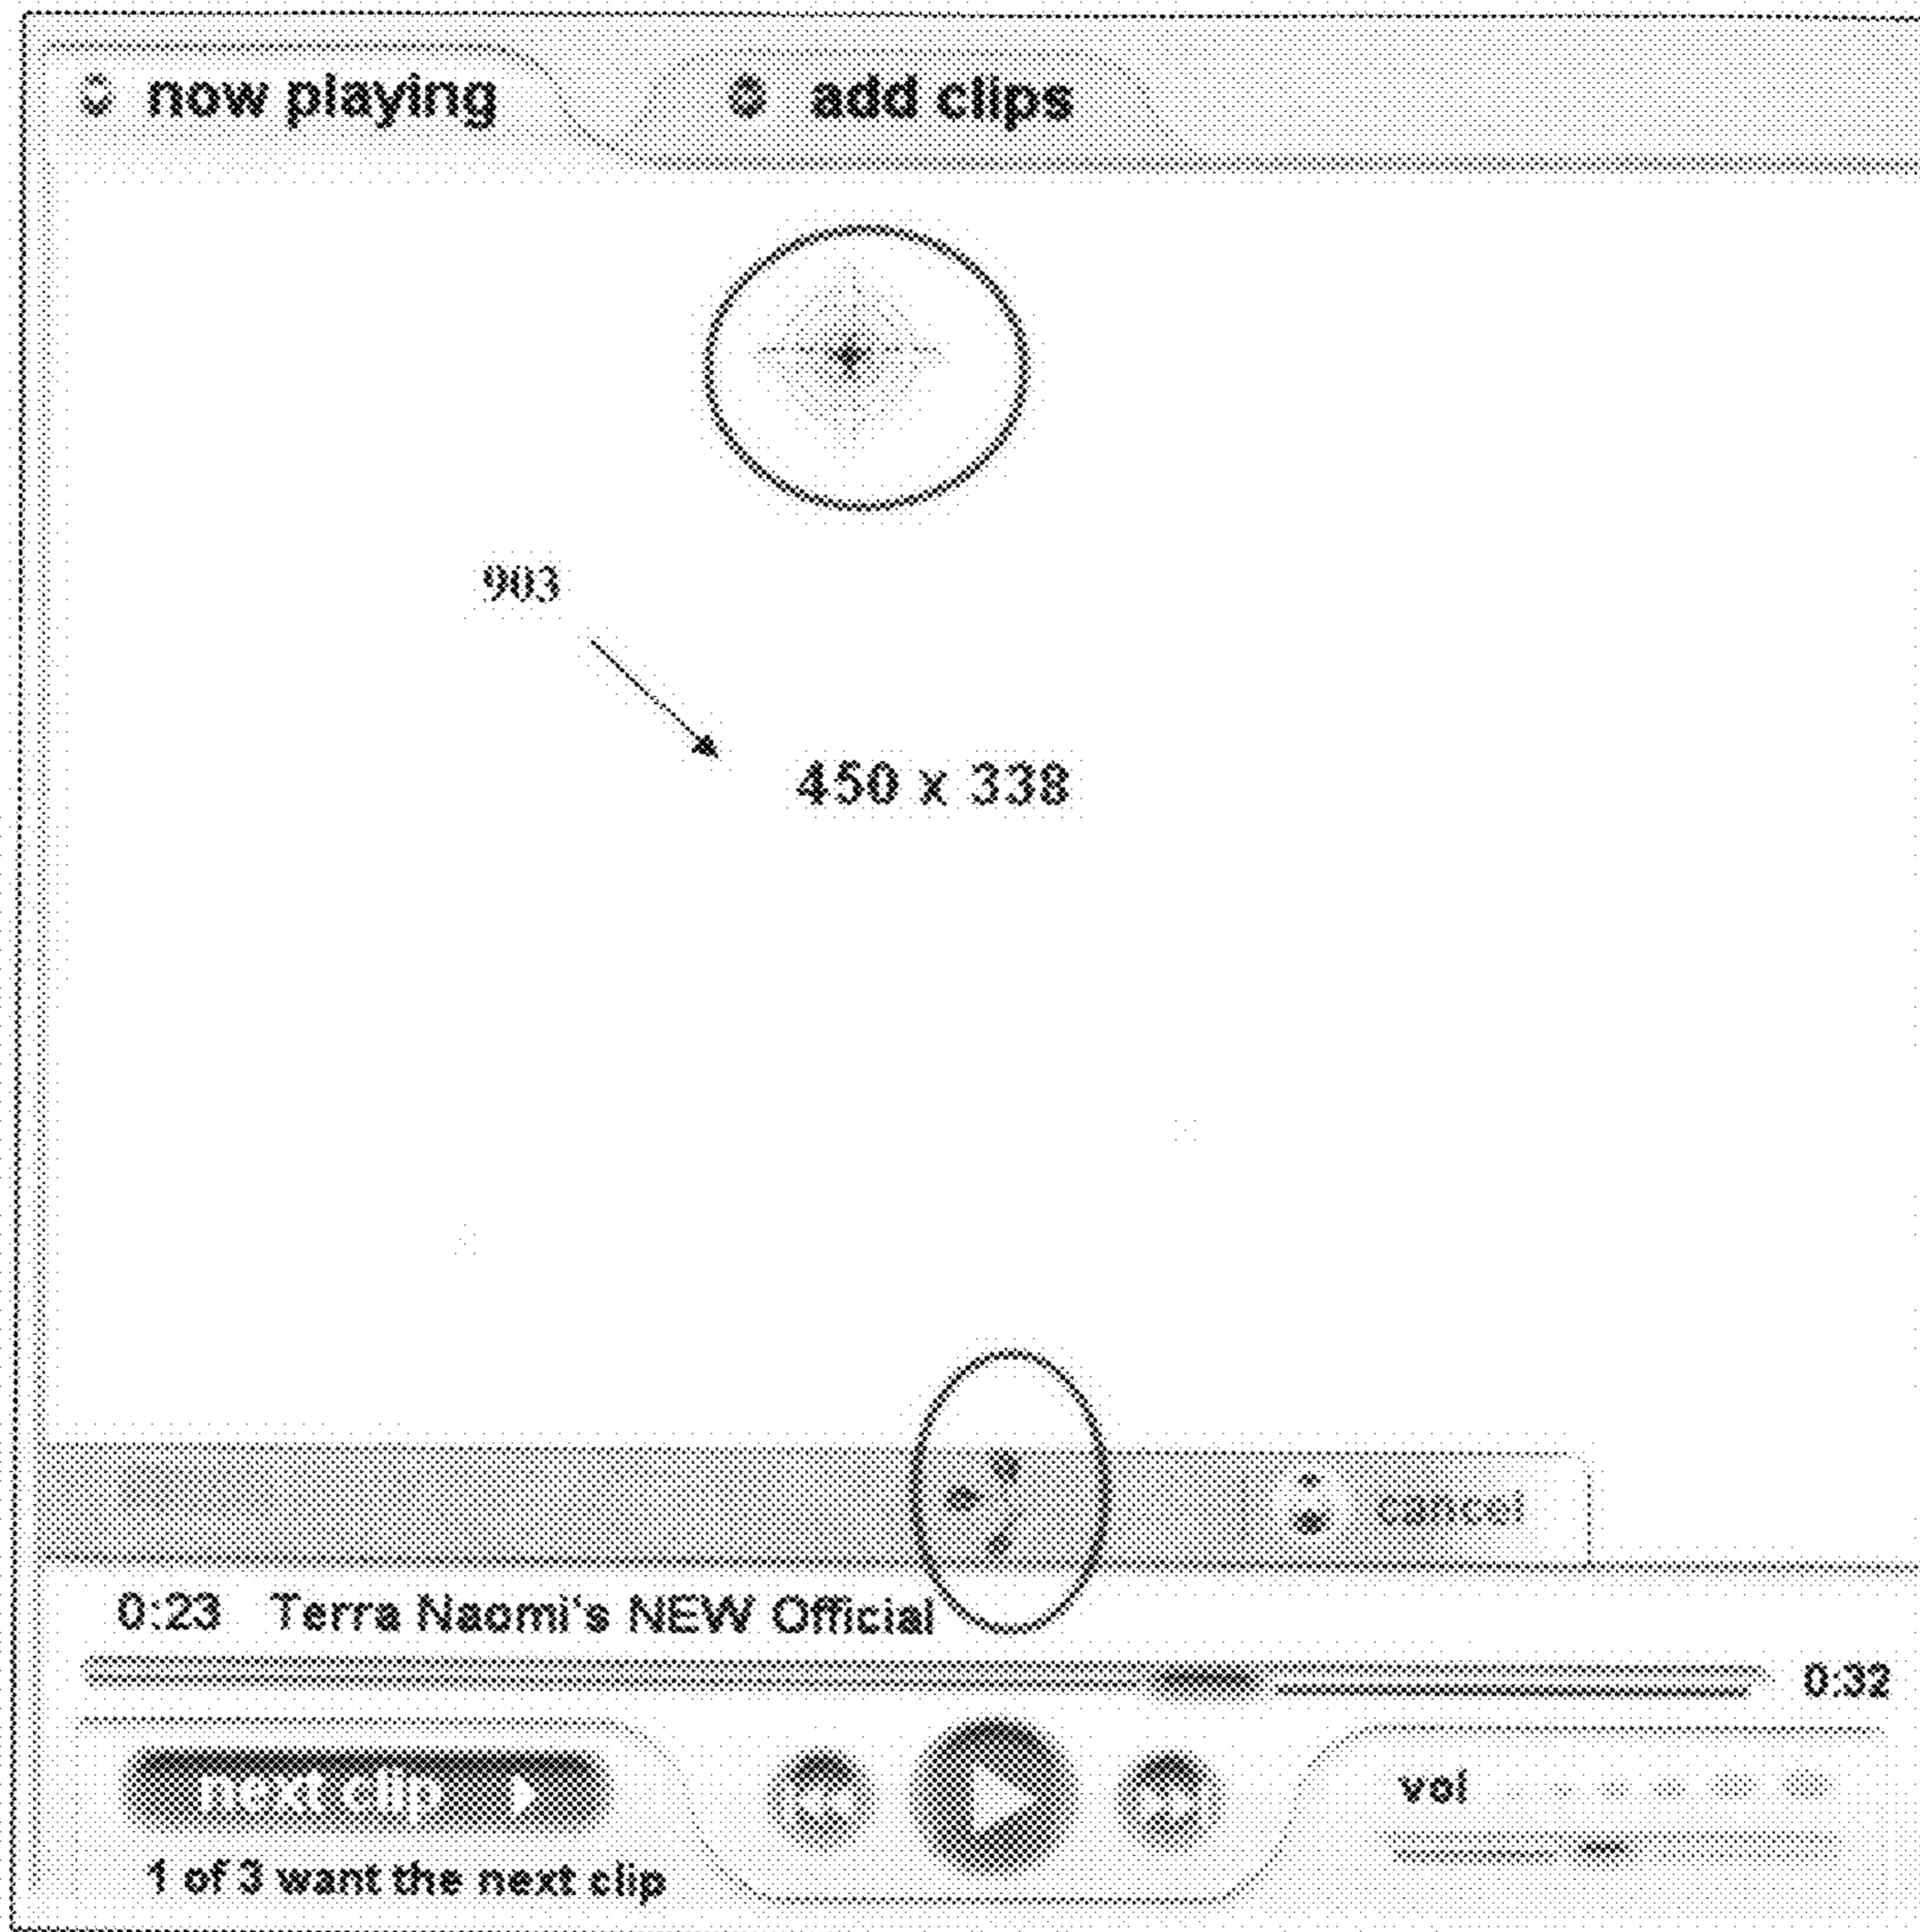 now playing
add clips
903
450 x 338
cancel
0:23 Terra Naomi's NEW Official
0:32
next clip
vol
1 of 3 want the next clip